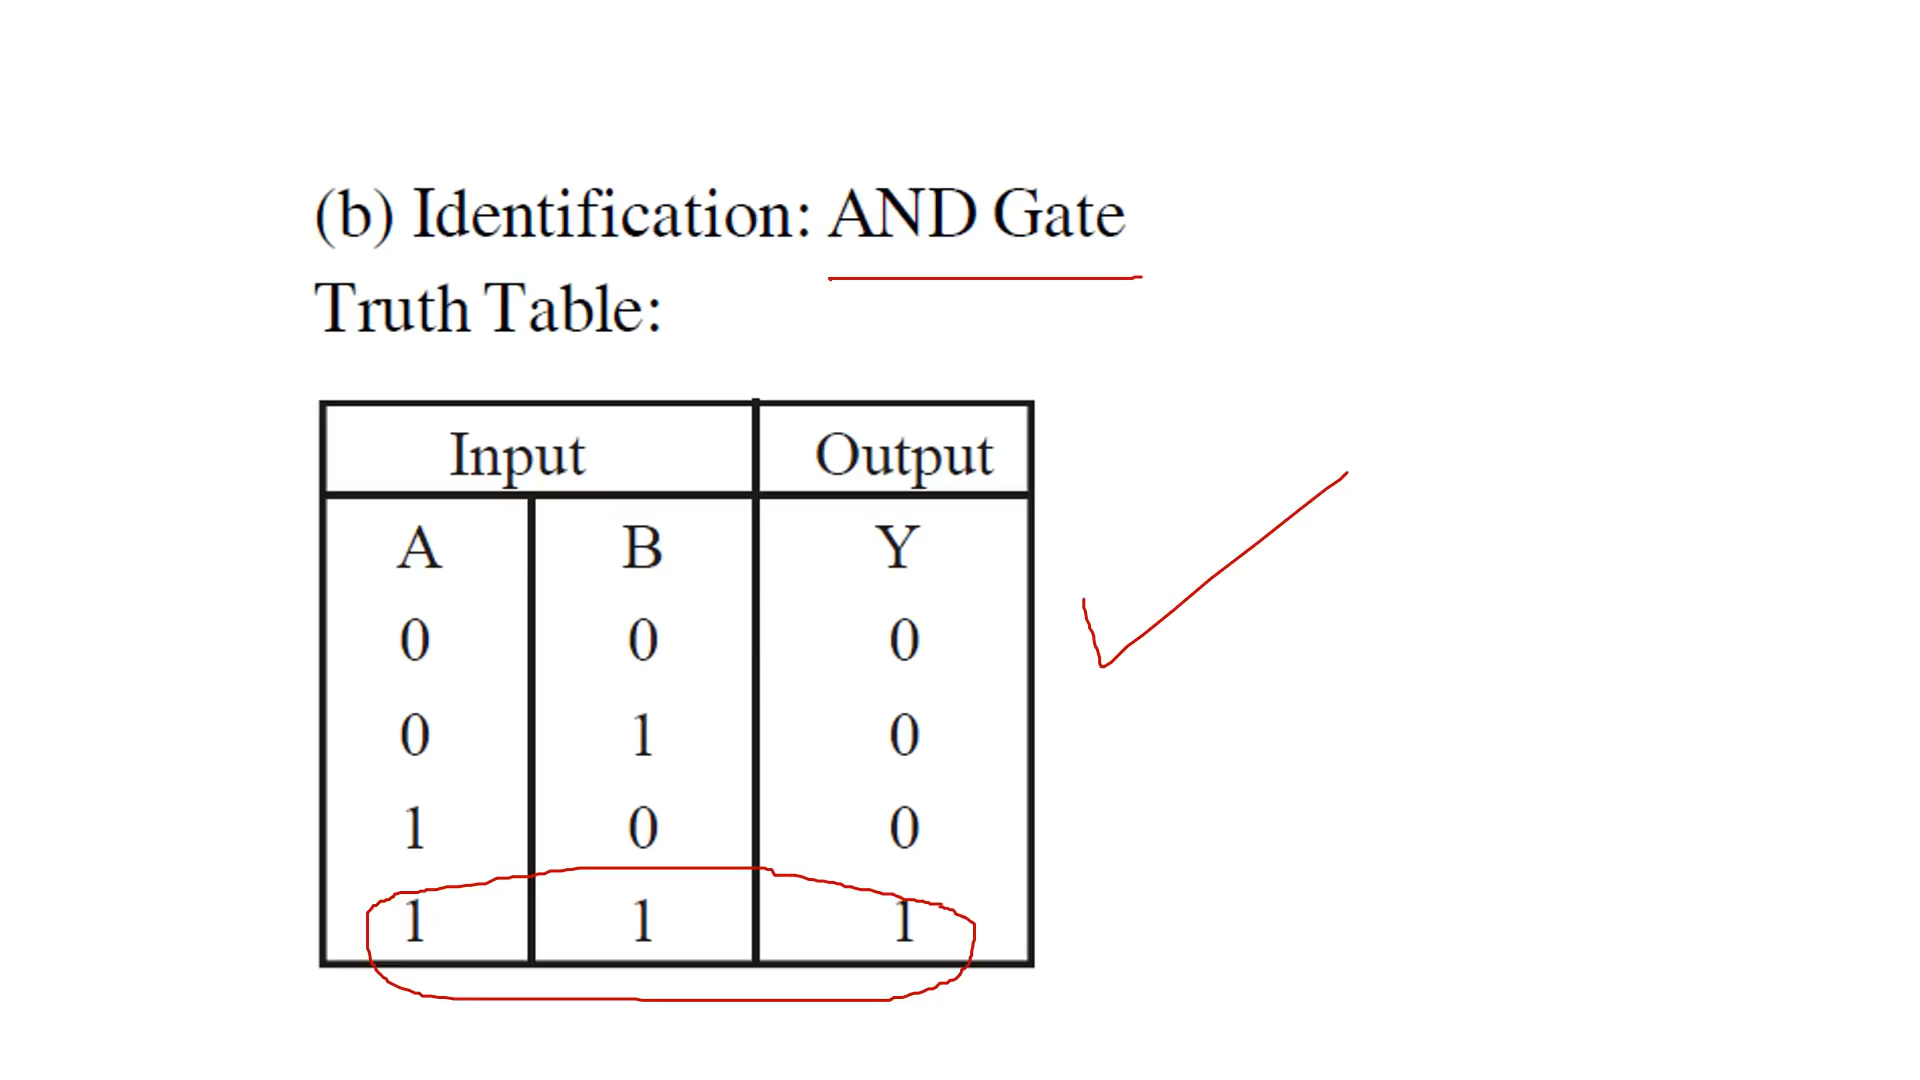 (b) Identification: AND Gate
Truth Table:
Input Output
A B Y
0 0 0
0 1 0
1 0 0
1 1 1